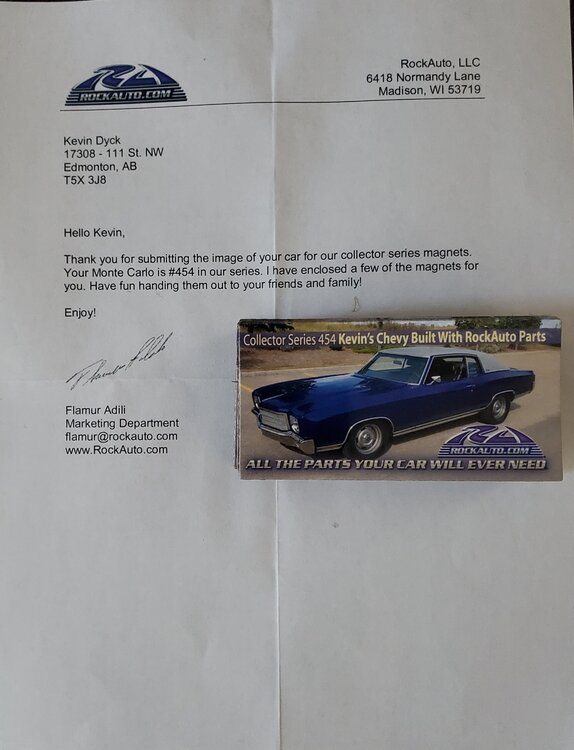 RA
ROCKAUTO.COM
RockAuto, LLC
6418 Normandy Lane
Madison, WI 53719
Kevin Dyck
17308 - 111 St. NW
Edmonton, AB
T5X 3J8
Hello Kevin,
Thank you for submitting the image of your car for our collector series magnets.
Your Monte Carlo is #454 in our series. I have enclosed a few of the magnets for
you. Have fun handing them out to your friends and family!
Enjoy!
Flamur Adili
Marketing Department
flamur@rockauto.com
www.RockAuto.com
Collector Series 454 Kevin's Chevy Built With RockAuto Parts
RA
ROCKAUTO.COM
ALL THE PARTS YOUR CAR WILL EVER NEED